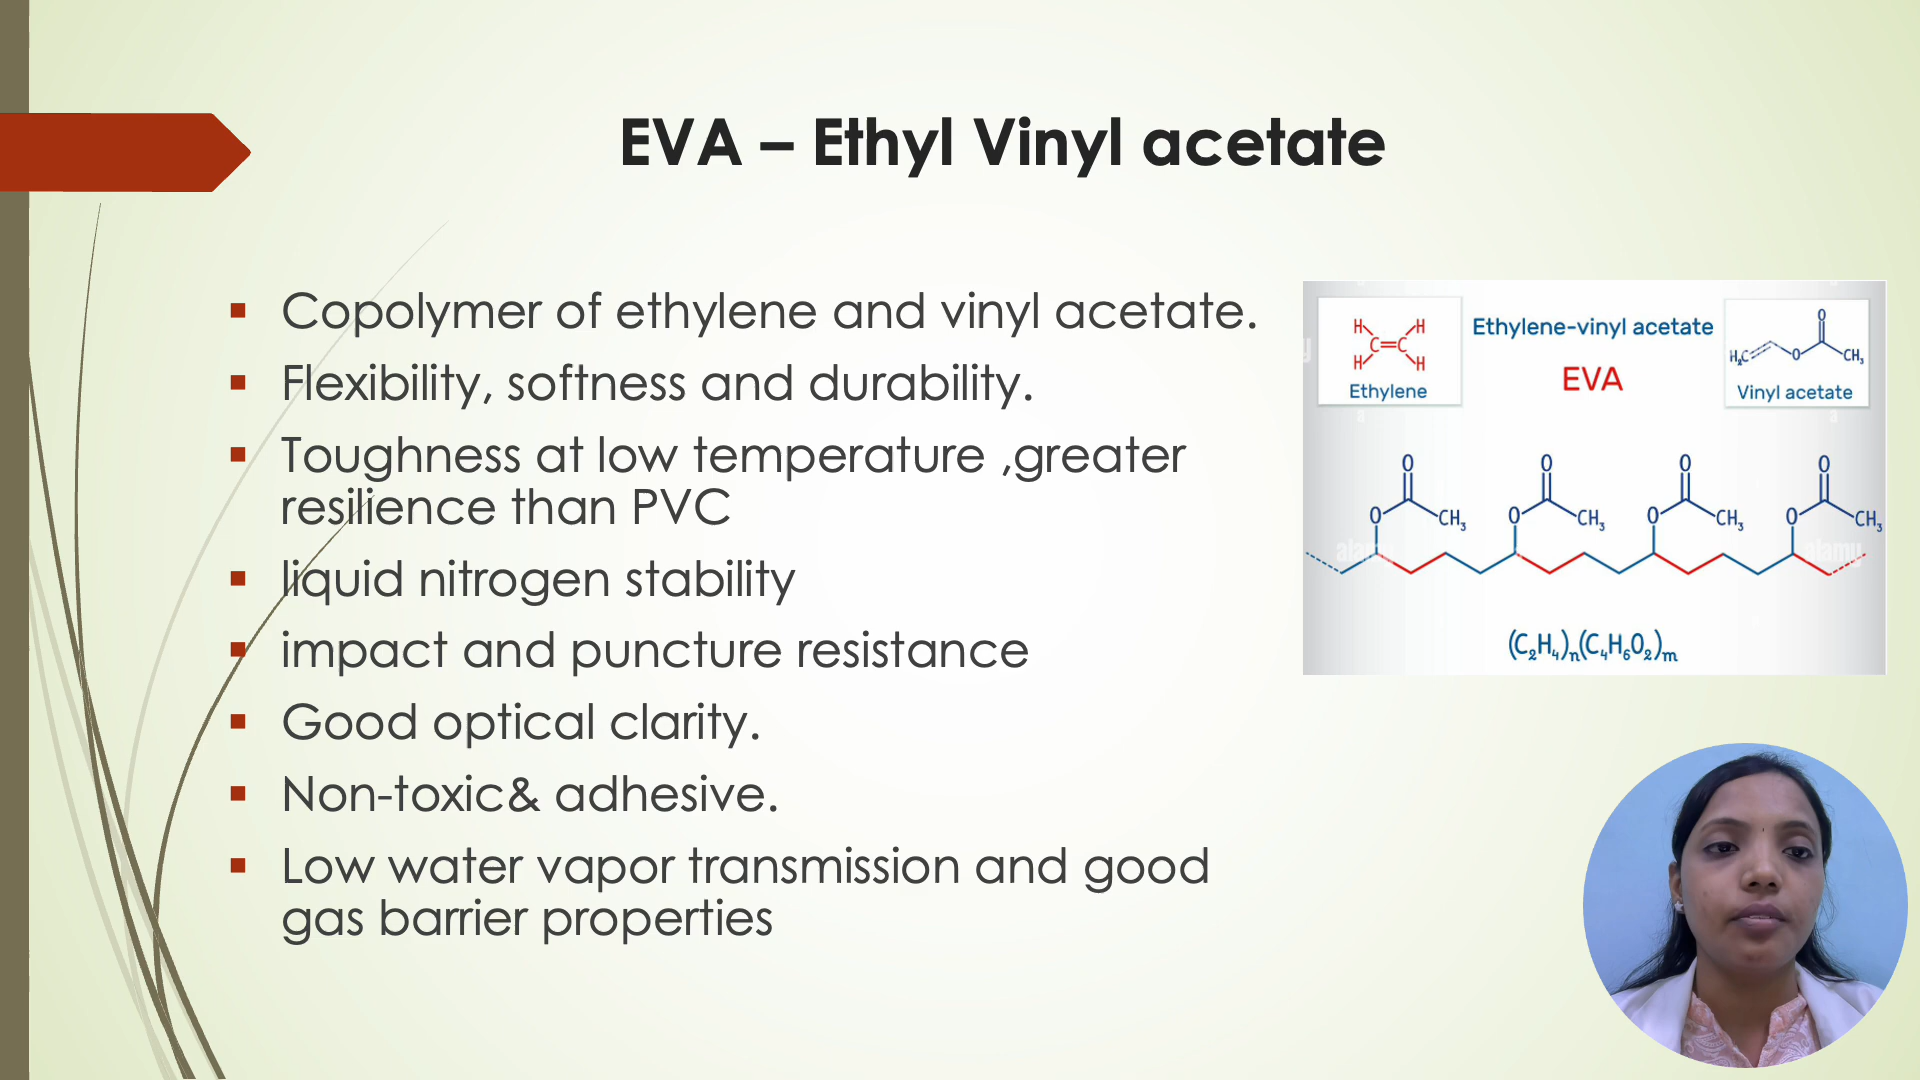 EVA – Ethyl Vinyl acetate
Copolymer of ethylene and vinyl acetate.
Flexibility, softness and durability.
Toughness at low temperature ,greater
resilience than PVC
liquid nitrogen stability
impact and puncture resistance
Good optical clarity.
Non-toxic& adhesive.
Low water vapor transmission and good
gas barrier properties
Ethylene-vinyl acetate
EVA
H H
C=C
H H
Ethylene
O
H₂C O CH₃
Vinyl acetate
O O O O
O CH₃ O CH₃ O CH₃ O CH₃
alamy alamy
(C₂H₄)ₙ(C₄H₆O₂)ₘ